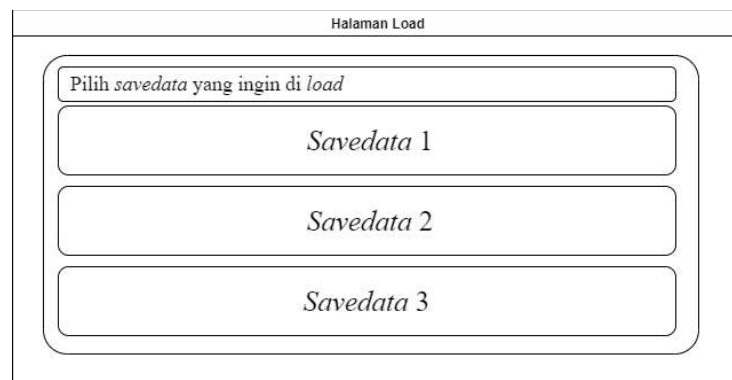 Halaman Load
Pilih savedata yang ingin di load
Savedata 1
Savedata 2
Savedata 3